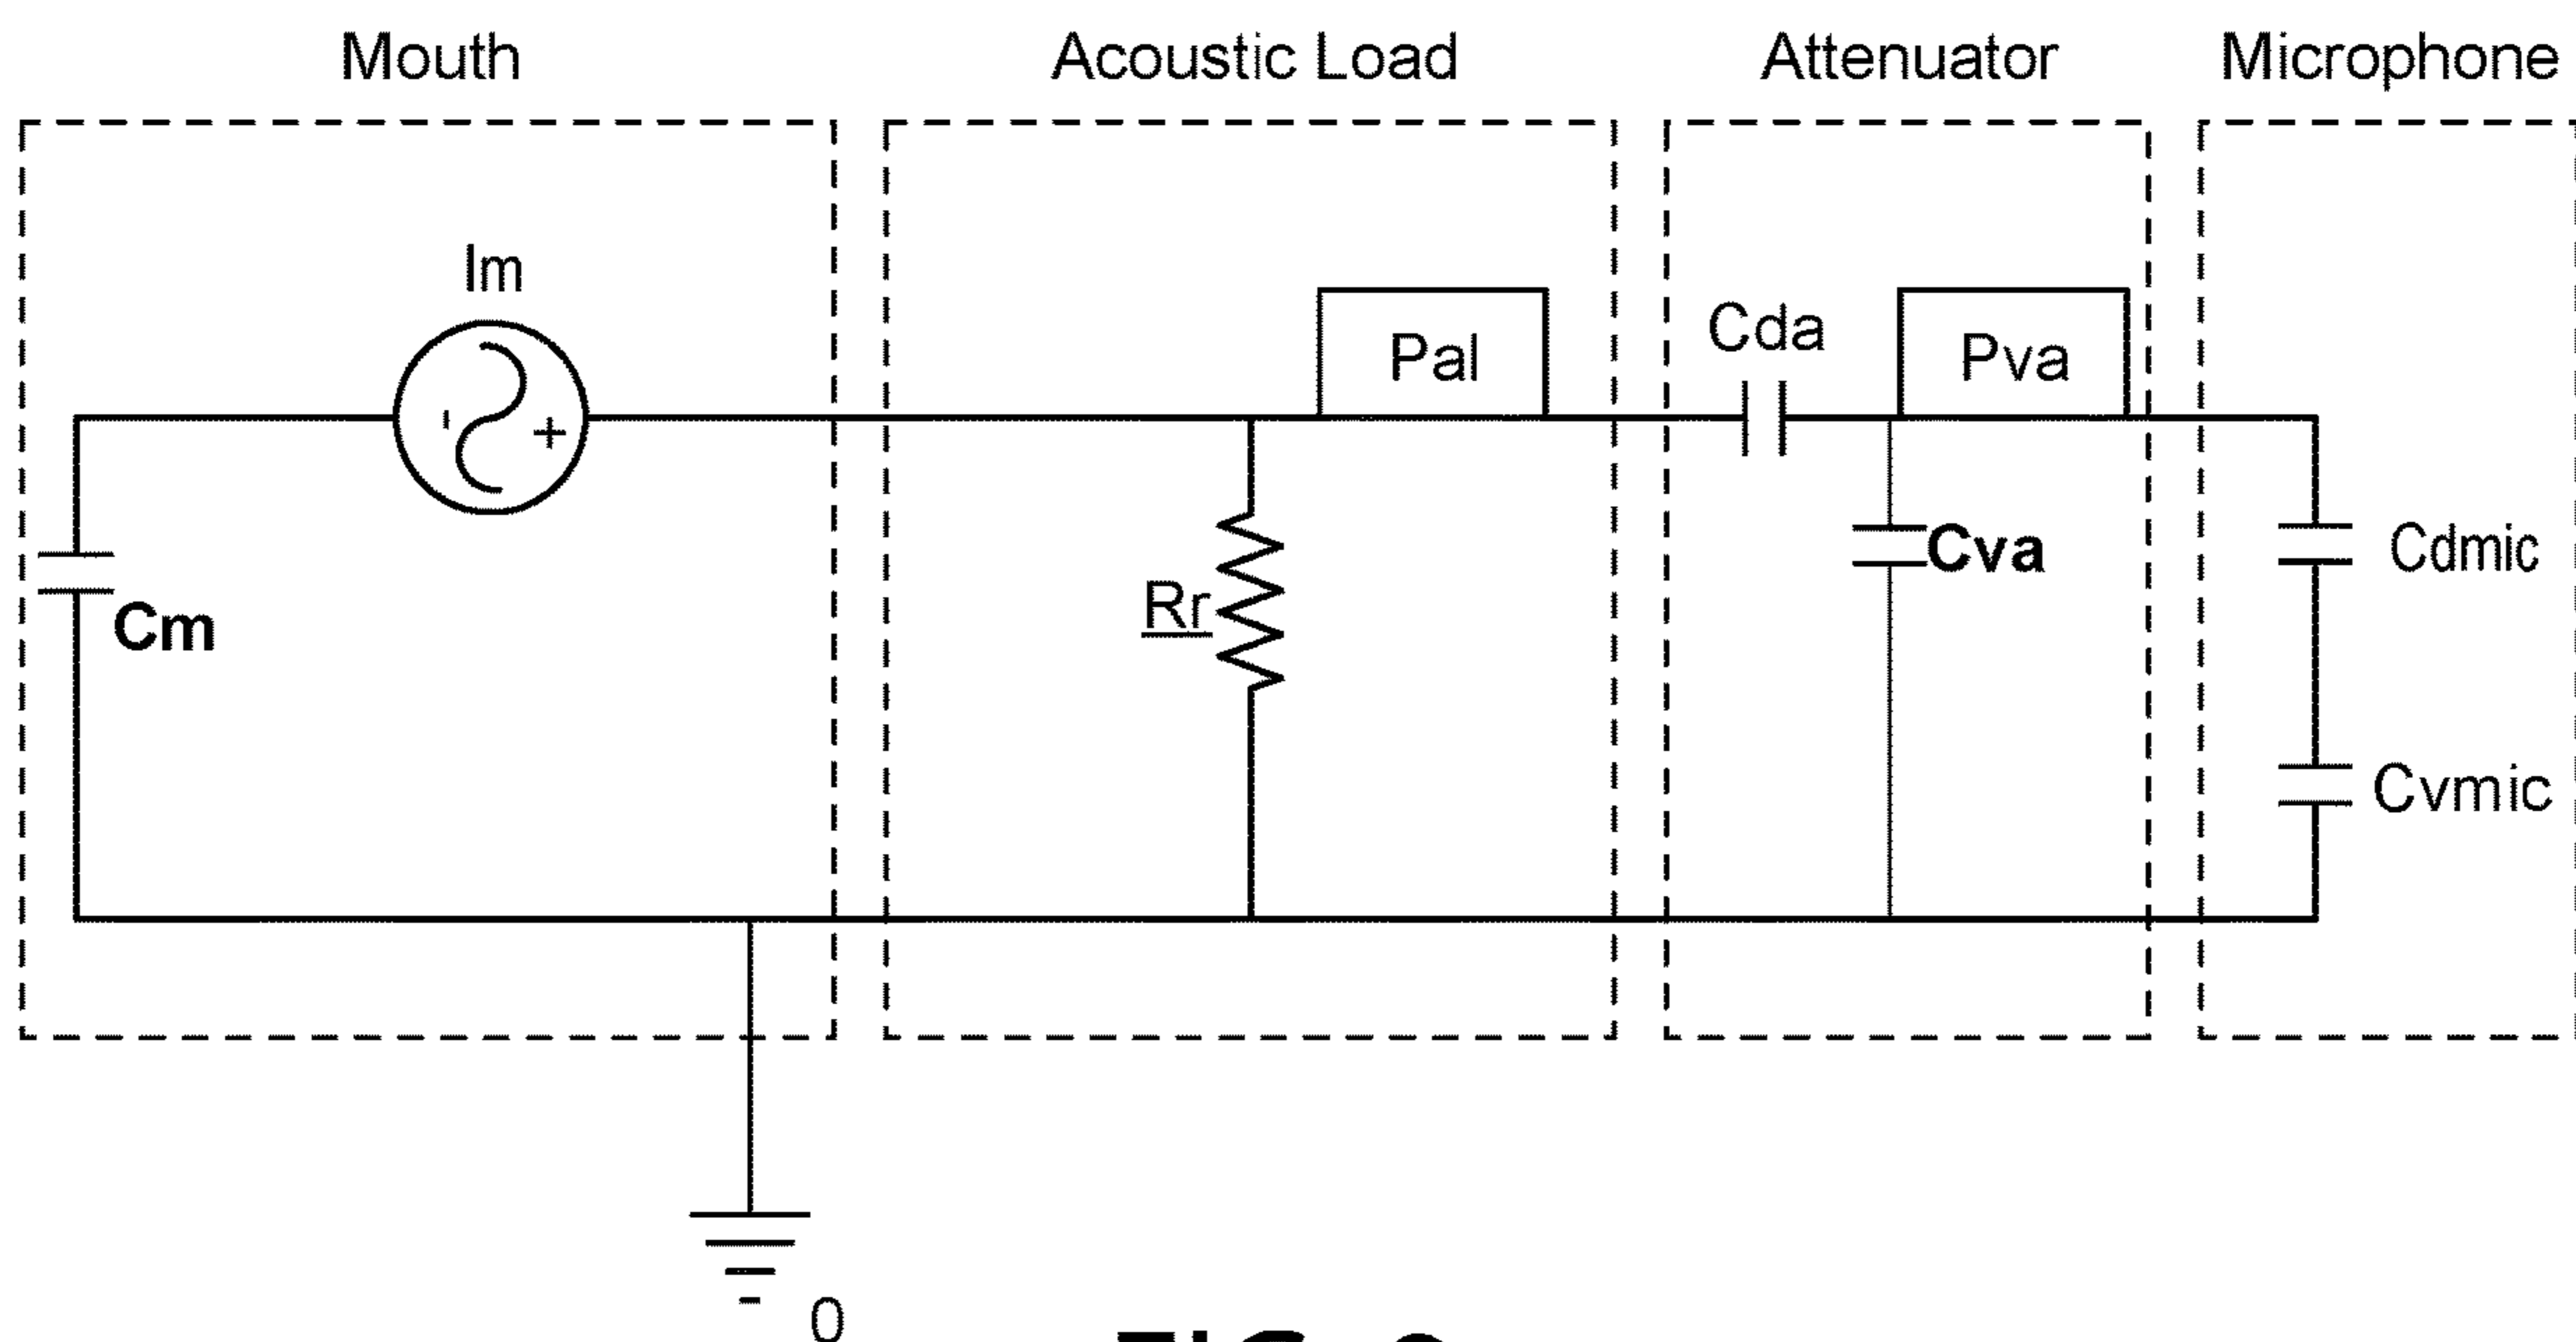 Mouth
Acoustic Load
Attenuator
Microphone
Im
Pal
Cda
Pva
Cm
Rr
Cva
Cdmic
Cvmic
0